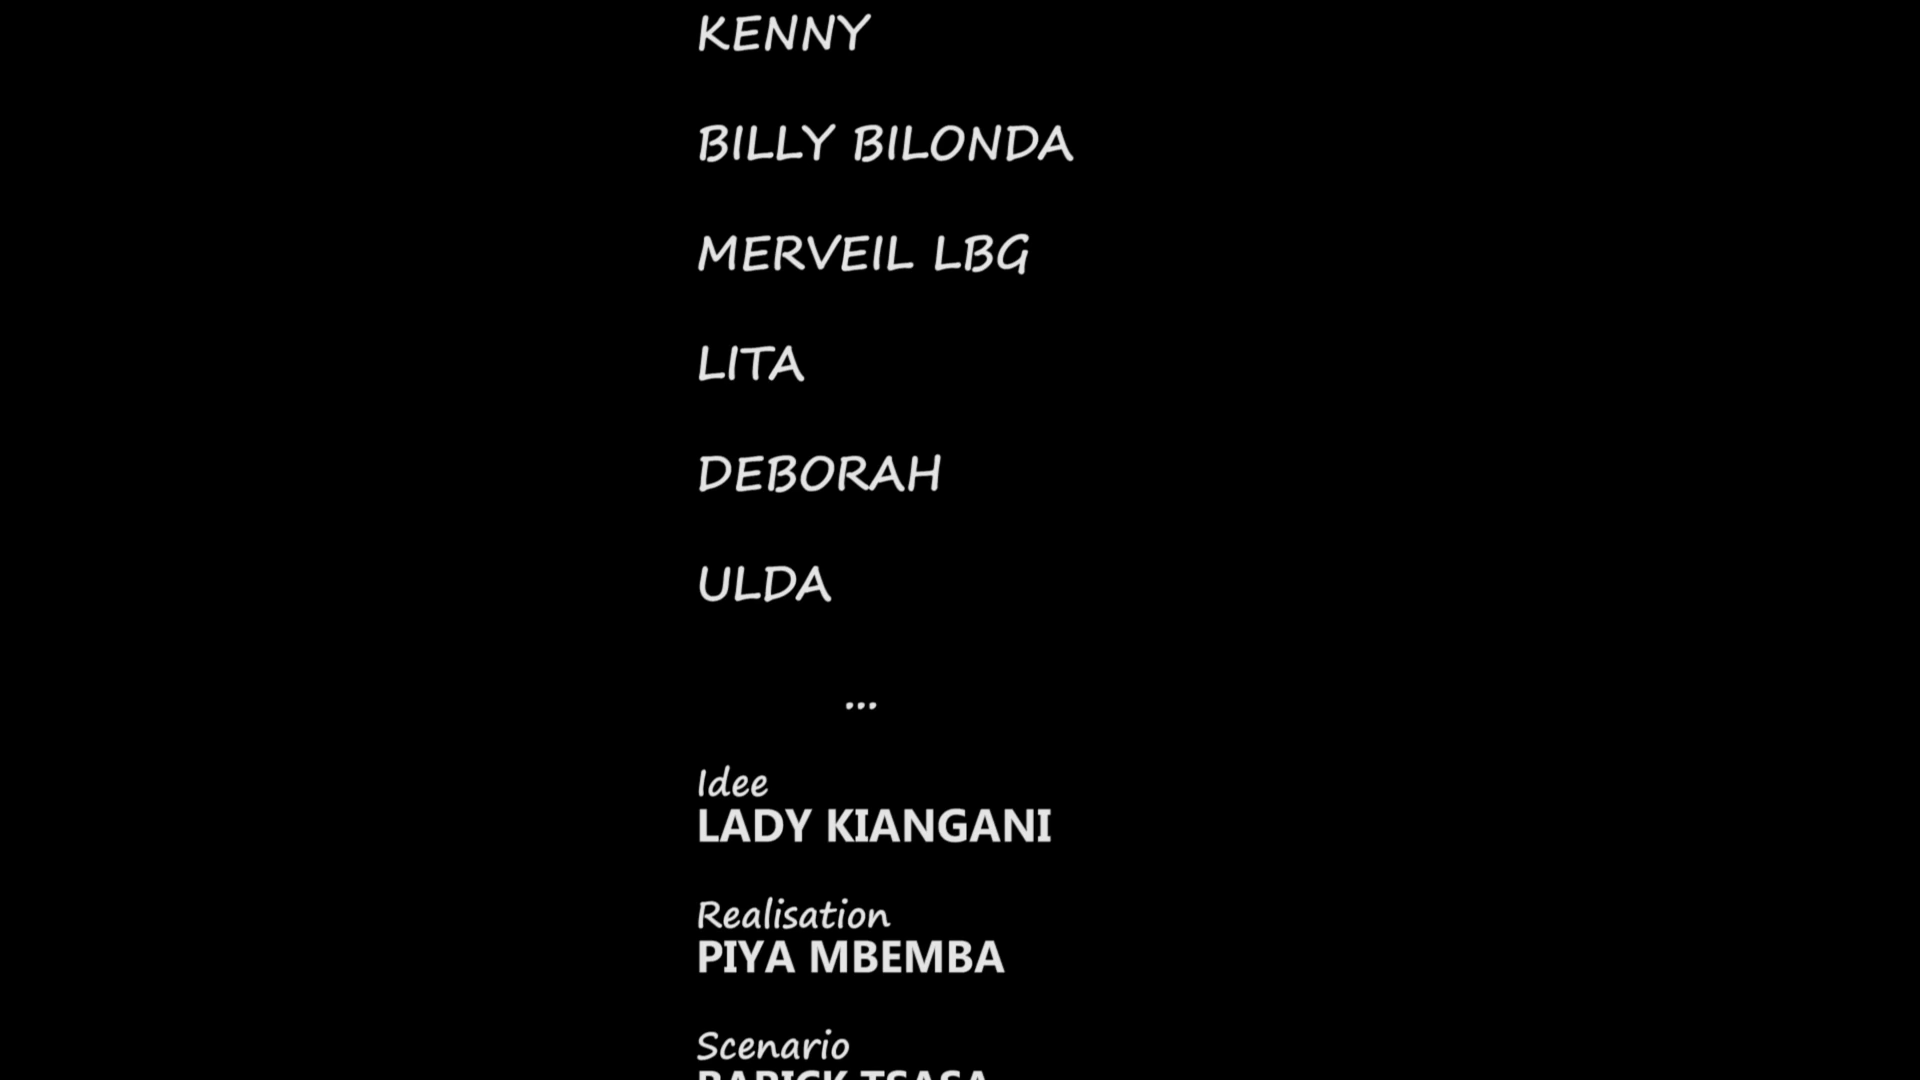 KENNY
BILLY BILONDA
MERVEIL LBG
LITA
DEBORAH
ULDA
...
Idee
LADY KIANGANI
Realisation
PIYA MBEMBA
Scenario